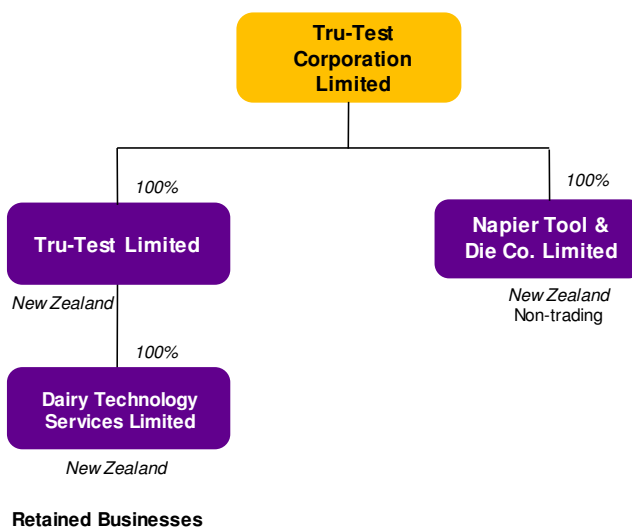 Tru-Test
Corporation
Limited
100%
100%
Tru-Test Limited
Napier Tool &
Die Co. Limited
New Zealand
New Zealand
Non-trading
100%
Dairy Technology
Services Limited
New Zealand
Retained Businesses